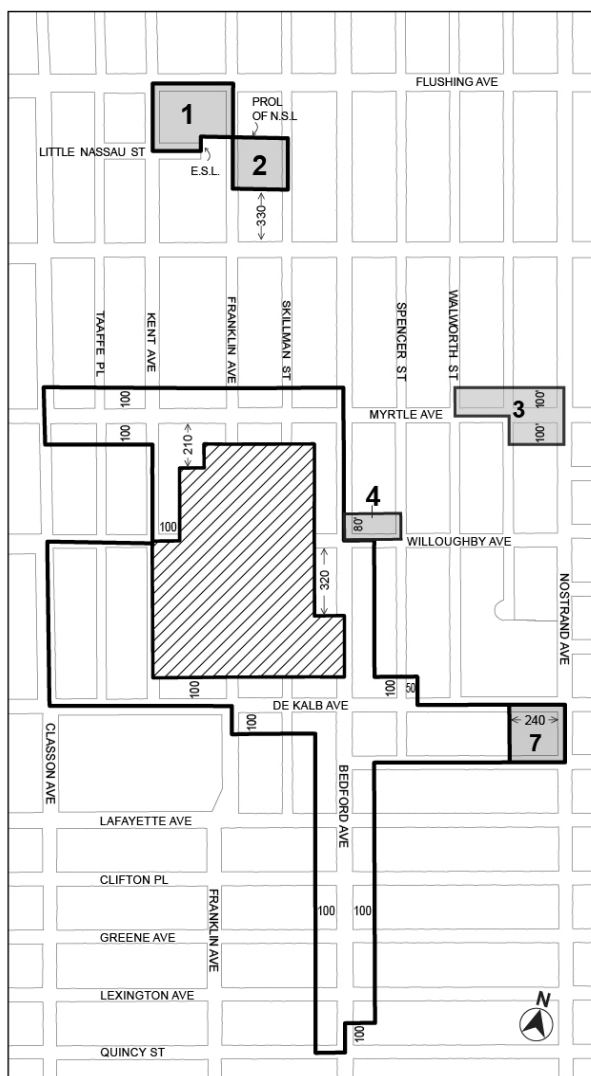 FLUSHING AVE
1
PROL
OF N.S.L
LITTLE NASSAU ST
E.S.L.
2
330
TAAFFE PL
KENT AVE
FRANKLIN AVE
SKILLMAN ST
SPENCER ST
WALWORTH ST
100
100'
3
MYRTLE AVE
100
100'
210
4
100
80'
WILLOUGHBY AVE
320
NOSTRAND AVE
100
100
50
DE KALB AVE
100
240
7
CLASSON AVE
BEDFORD AVE
LAFAYETTE AVE
CLIFTON PL
FRANKLIN AVE
100
100
GREENE AVE
LEXINGTON AVE
N
100
QUINCY ST